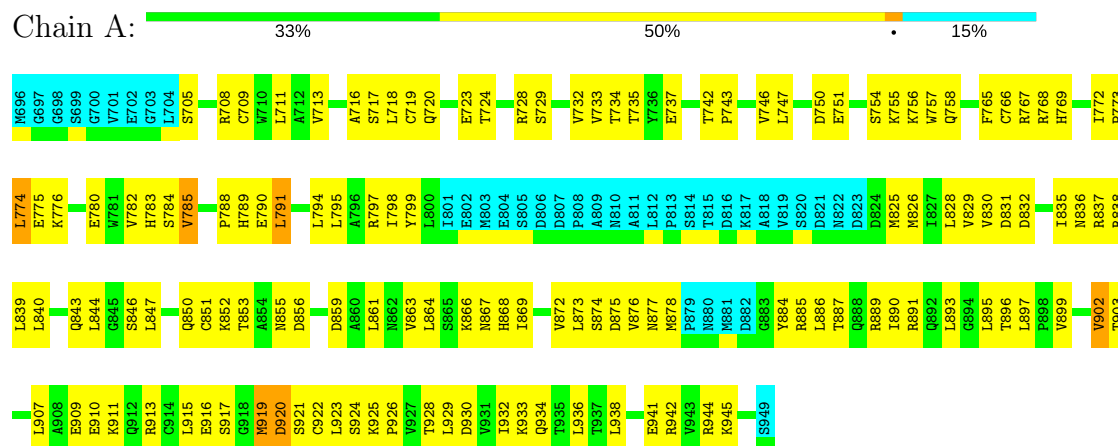 Chain A:
33% 50% • 15%
M696 G697 G698 S699 G700 V701 E702 G703 L704 S705 R708 C709 W710 L711 A712 V713 A716 S717 L718 C719 Q720 E723 T724 R728 S729 V732 V733 T734 T735 Y736 E737 T742 P743 V746 L747 D750 E751 S754 K755 K756 W757 Q758 F765 C766 R767 R768 H769 I772
L774 E775 K776 E780 W781 V782 H783 S784 V785 P788 H789 E790 L791 L794 L795 A796 R797 I798 Y799 L800 I801 E802 M803 E804 S805 D806 D807 P808 A809 N810 A811 L812 P813 S814 T815 D816 K817 A818 V819 S820 D821 N822 D823 D824 M825 M826 I827 L828 V829 V830 D831 D832 I835 N836 R837
L839 L840 Q843 L844 G845 S846 L847 Q850 C851 K852 T853 A854 N855 D856 D859 A860 L861 N862 V863 L864 S865 K866 N867 H868 I869 V872 L873 S874 D875 V876 N877 M878 P879 N880 M881 D882 G883 Y884 R885 L886 T887 Q888 R889 I890 R891 Q892 L893 G894 L895 T896 L897 P898 V899 V902 T903
L907 A908 E909 E910 K911 Q912 R913 C914 L915 E916 S917 G918 M919 D920 S921 C922 L923 S924 K925 P926 V927 T928 L929 D930 V931 I932 K933 Q934 T935 L936 T937 L938 E941 R942 V943 R944 K945 S949